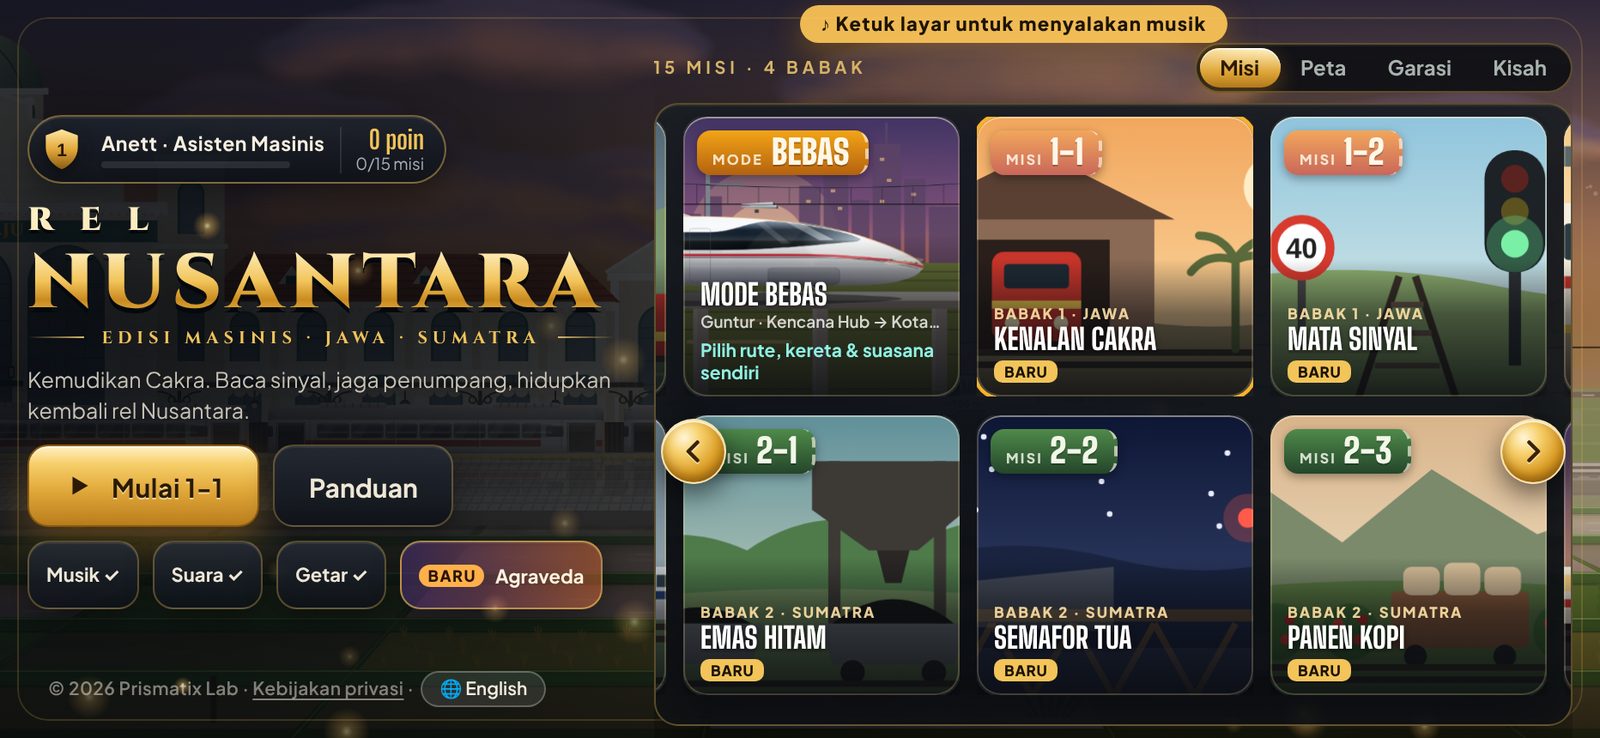 ♪ Ketuk layar untuk menyalakan musik
15 MISI · 4 BABAK
Misi
Peta
Garasi
Kisah
1
Anett · Asisten Masinis
0 poin
0/15 misi
REL
NUSANTARA
EDISI MASINIS · JAWA · SUMATRA
Kemudikan Cakra. Baca sinyal, jaga penumpang, hidupkan
kembali rel Nusantara.
Mulai 1-1
Panduan
Musik ✓
Suara ✓
Getar ✓
BARU Agraveda
© 2026 Prismatix Lab · Kebijakan privasi ·
🌐 English
MODE BEBAS
MODE BEBAS
Guntur · Kencana Hub → Kota...
Pilih rute, kereta & suasana
sendiri
MISI 1-1
BABAK 1 · JAWA
KENALAN CAKRA
BARU
MISI 1-2
40
BABAK 1 · JAWA
MATA SINYAL
BARU
ISI 2-1
BABAK 2 · SUMATRA
EMAS HITAM
BARU
MISI 2-2
BABAK 2 · SUMATRA
SEMAFOR TUA
BARU
MISI 2-3
BABAK 2 · SUMATRA
PANEN KOPI
BARU